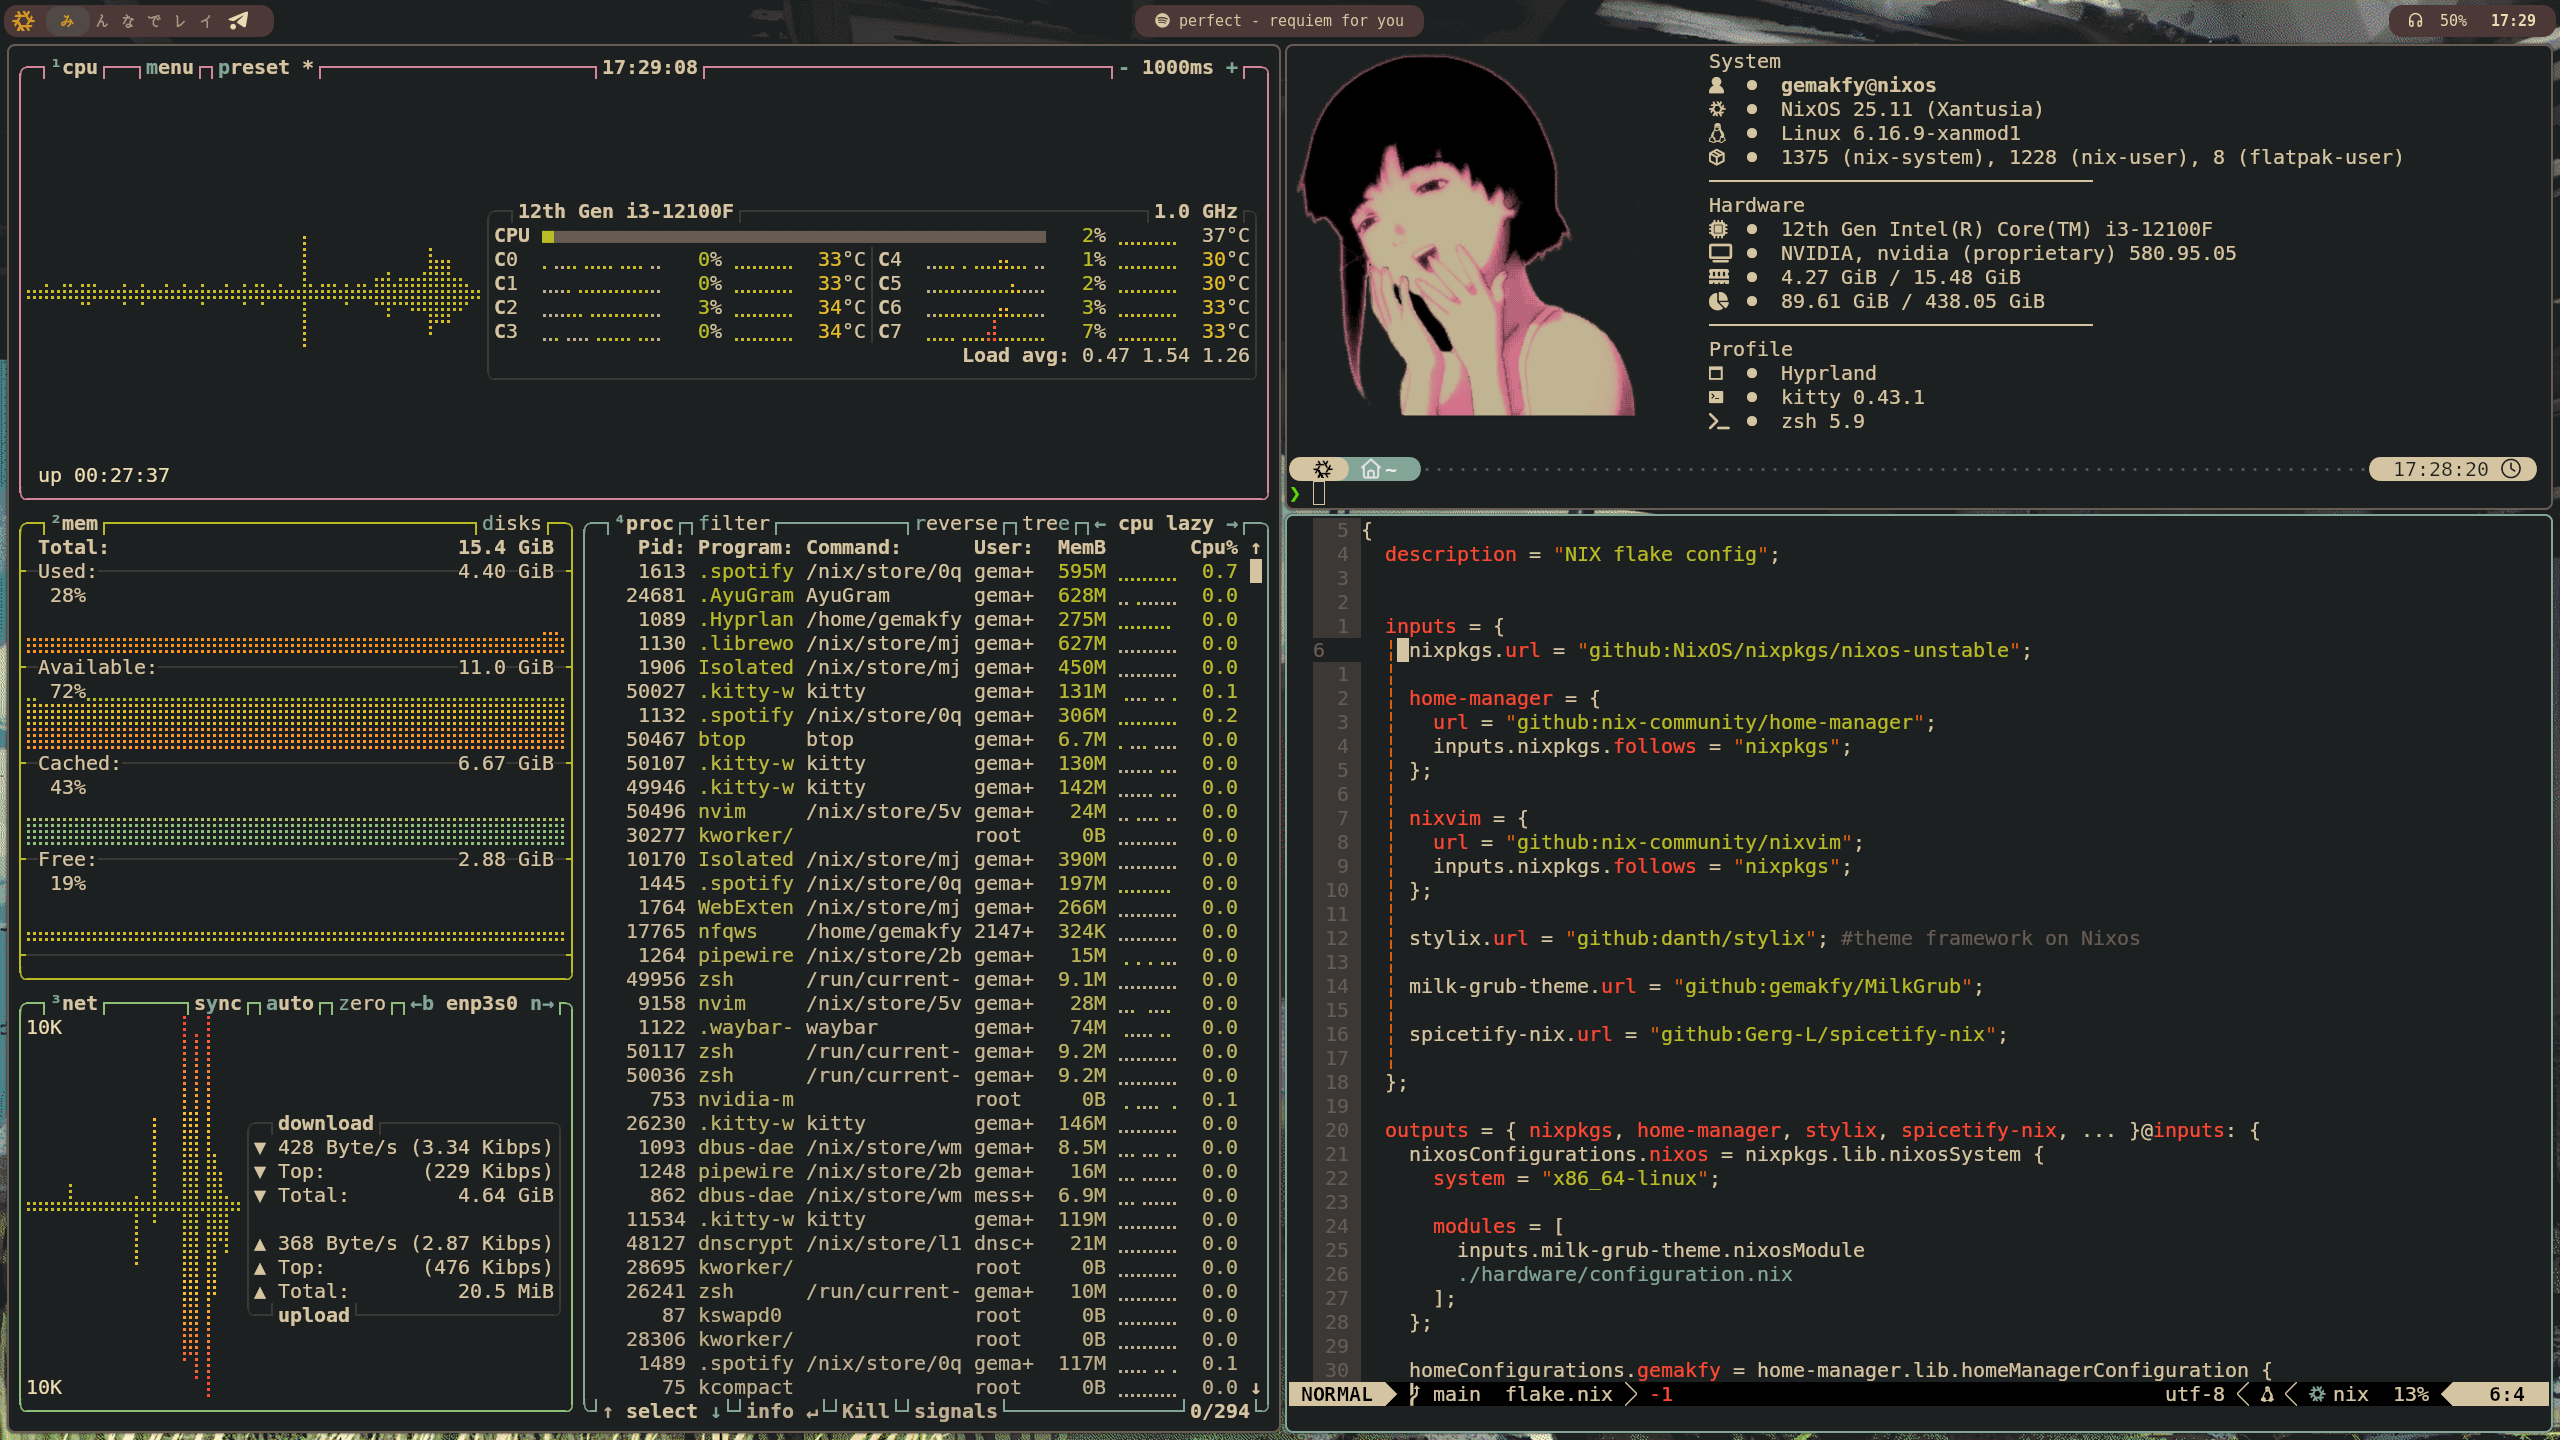 み ん な で レ イ
perfect - requiem for you
50% 17:29
¹cpu menu preset * 17:29:08 - 1000ms +
12th Gen i3-12100F 1.0 GHz
CPU 2% 37°C
C0 0% 33°C C4 1% 30°C
C1 0% 33°C C5 2% 30°C
C2 3% 34°C C6 3% 33°C
C3 0% 34°C C7 7% 33°C
Load avg: 0.47 1.54 1.26
up 00:27:37
²mem disks
Total: 15.4 GiB
Used: 4.40 GiB
28%
Available: 11.0 GiB
72%
Cached: 6.67 GiB
43%
Free: 2.88 GiB
19%
³net sync auto zero ←b enp3s0 n→
10K
download
▼ 428 Byte/s (3.34 Kibps)
▼ Top: (229 Kibps)
▼ Total: 4.64 GiB
▲ 368 Byte/s (2.87 Kibps)
▲ Top: (476 Kibps)
▲ Total: 20.5 MiB
upload
10K
⁴proc filter reverse tree ← cpu lazy →
Pid: Program: Command: User: MemB Cpu% ↑
1613 .spotify /nix/store/0q gema+ 595M 0.7
24681 .AyuGram AyuGram gema+ 628M 0.0
1089 .Hyprlan /home/gemakfy gema+ 275M 0.0
1130 .librewo /nix/store/mj gema+ 627M 0.0
1906 Isolated /nix/store/mj gema+ 450M 0.0
50027 .kitty-w kitty gema+ 131M 0.1
1132 .spotify /nix/store/0q gema+ 306M 0.2
50467 btop btop gema+ 6.7M 0.0
50107 .kitty-w kitty gema+ 130M 0.0
49946 .kitty-w kitty gema+ 142M 0.0
50496 nvim /nix/store/5v gema+ 24M 0.0
30277 kworker/ root 0B 0.0
10170 Isolated /nix/store/mj gema+ 390M 0.0
1445 .spotify /nix/store/0q gema+ 197M 0.0
1764 WebExten /nix/store/mj gema+ 266M 0.0
17765 nfqws /home/gemakfy 2147+ 324K 0.0
1264 pipewire /nix/store/2b gema+ 15M 0.0
49956 zsh /run/current- gema+ 9.1M 0.0
9158 nvim /nix/store/5v gema+ 28M 0.0
1122 .waybar- waybar gema+ 74M 0.0
50117 zsh /run/current- gema+ 9.2M 0.0
50036 zsh /run/current- gema+ 9.2M 0.0
753 nvidia-m root 0B 0.1
26230 .kitty-w kitty gema+ 146M 0.0
1093 dbus-dae /nix/store/wm gema+ 8.5M 0.0
1248 pipewire /nix/store/2b gema+ 16M 0.0
862 dbus-dae /nix/store/wm mess+ 6.9M 0.0
11534 .kitty-w kitty gema+ 119M 0.0
48127 dnscrypt /nix/store/l1 dnsc+ 21M 0.0
28695 kworker/ root 0B 0.0
26241 zsh /run/current- gema+ 10M 0.0
87 kswapd0 root 0B 0.0
28306 kworker/ root 0B 0.0
1489 .spotify /nix/store/0q gema+ 117M 0.1
75 kcompact root 0B 0.0 ↓
↑ select ↓ info ↵ Kill signals 0/294
System
● gemakfy@nixos
● NixOS 25.11 (Xantusia)
● Linux 6.16.9-xanmod1
● 1375 (nix-system), 1228 (nix-user), 8 (flatpak-user)
Hardware
● 12th Gen Intel(R) Core(TM) i3-12100F
● NVIDIA, nvidia (proprietary) 580.95.05
● 4.27 GiB / 15.48 GiB
● 89.61 GiB / 438.05 GiB
Profile
● Hyprland
● kitty 0.43.1
● zsh 5.9
~ 17:28:20
❯
5 {
4 description = "NIX flake config";
3
2
1 inputs = {
6 nixpkgs.url = "github:NixOS/nixpkgs/nixos-unstable";
1
2 home-manager = {
3 url = "github:nix-community/home-manager";
4 inputs.nixpkgs.follows = "nixpkgs";
5 };
6
7 nixvim = {
8 url = "github:nix-community/nixvim";
9 inputs.nixpkgs.follows = "nixpkgs";
10 };
11
12 stylix.url = "github:danth/stylix"; #theme framework on Nixos
13
14 milk-grub-theme.url = "github:gemakfy/MilkGrub";
15
16 spicetify-nix.url = "github:Gerg-L/spicetify-nix";
17
18 };
19
20 outputs = { nixpkgs, home-manager, stylix, spicetify-nix, ... }@inputs: {
21 nixosConfigurations.nixos = nixpkgs.lib.nixosSystem {
22 system = "x86_64-linux";
23
24 modules = [
25 inputs.milk-grub-theme.nixosModule
26 ./hardware/configuration.nix
27 ];
28 };
29
30 homeConfigurations.gemakfy = home-manager.lib.homeManagerConfiguration {
NORMAL main flake.nix -1 utf-8 nix 13% 6:4